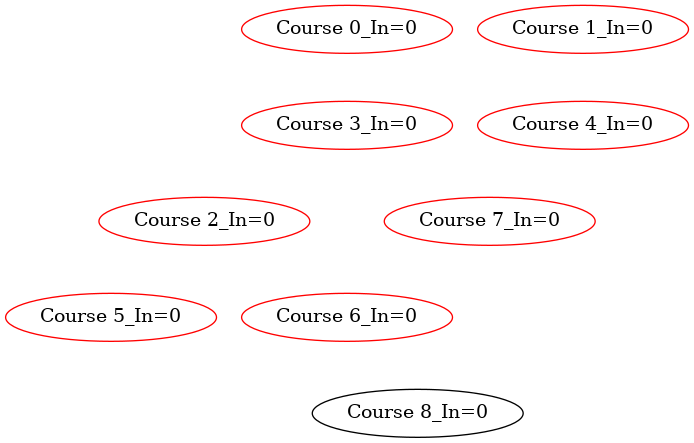 Course 0_In=0
Course 1_In=0
Course 3_In=0
Course 4_In=0
Course 2_In=0
Course 7_In=0
Course 5_In=0
Course 6_In=0
Course 8_In=0